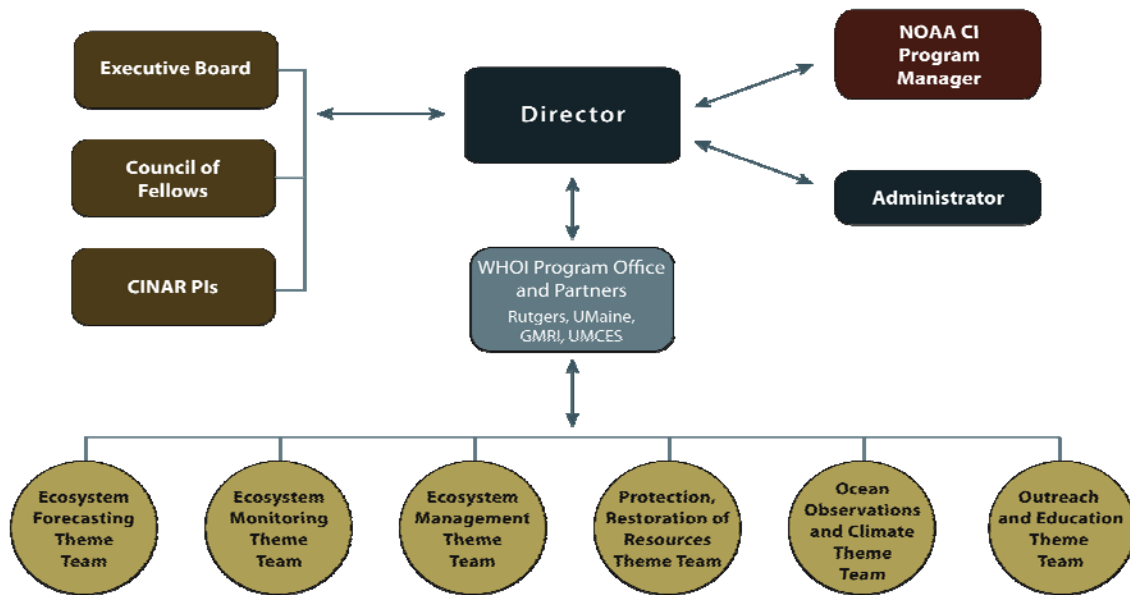 Executive Board
Council of
Fellows
CINAR PIs
Director
NOAA CI
Program
Manager
Administrator
WHOI Program Office
and Partners
Rutgers, UMaine,
GMRI, UMCES
Ecosystem
Forecasting
Theme
Team
Ecosystem
Monitoring
Theme
Team
Ecosystem
Management
Theme
Team
Protection,
Restoration of
Resources
Theme Team
Ocean
Observations
and Climate
Theme
Team
Outreach
and Education
Theme
Team